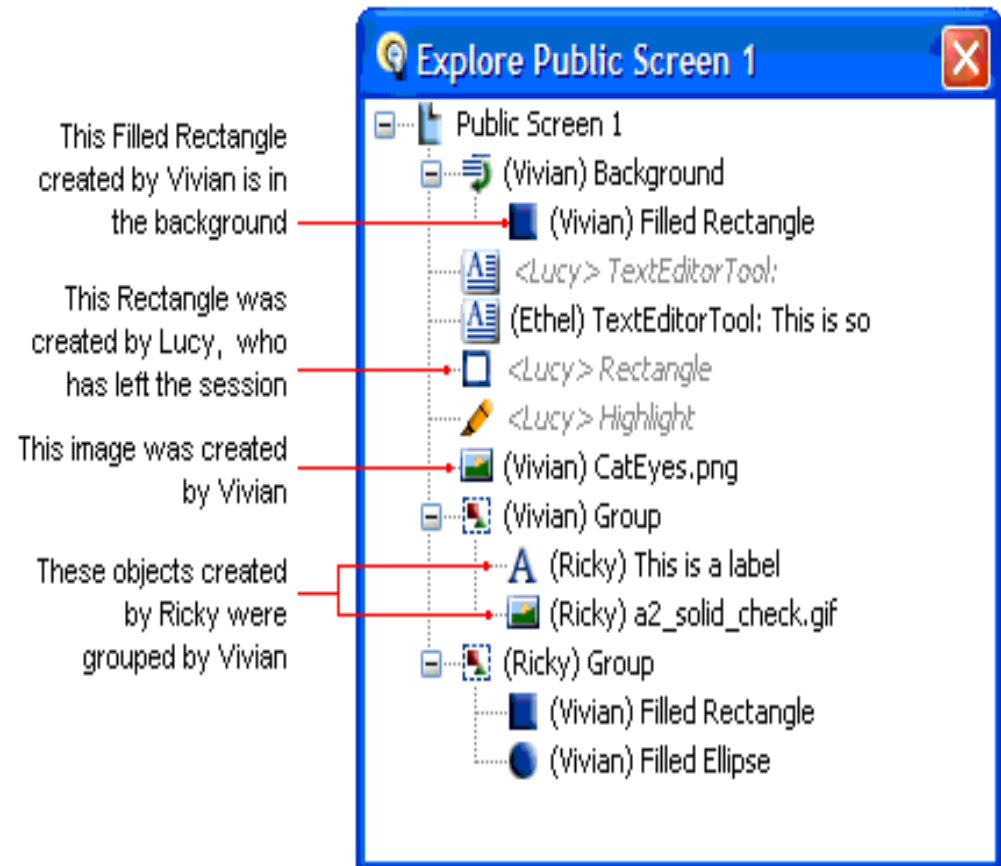 Explore Public Screen 1
Public Screen 1
(Vivian) Background
(Vivian) Filled Rectangle
<Lucy> TextEditorTool:
(Ethel) TextEditorTool: This is so
<Lucy> Rectangle
<Lucy> Highlight
(Vivian) CatEyes.png
(Vivian) Group
(Ricky) This is a label
(Ricky) a2_solid_check.gif
(Ricky) Group
(Vivian) Filled Rectangle
(Vivian) Filled Ellipse
This Filled Rectangle
created by Vivian is in
the background
This Rectangle was
created by Lucy, who
has left the session
This image was created
by Vivian
These objects created
by Ricky were
grouped by Vivian